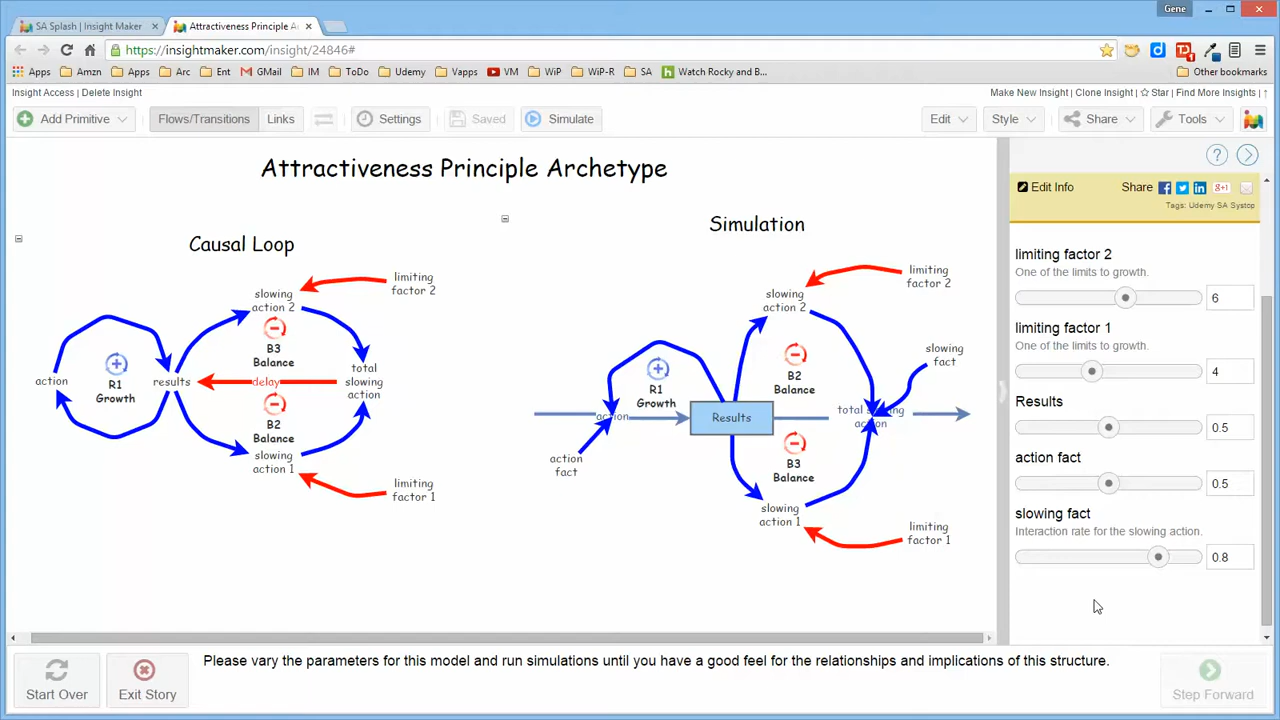 Gene
SA Splash | Insight Maker
Attractiveness Principle A
https://insightmaker.com/insight/24846#
Apps
Amzn
Apps
Arc
Ent
GMail
IM
ToDo
Udemy
Vapps
VM
WiP
WiP-R
SA
Watch Rocky and B...
Other bookmarks
Insight Access | Delete Insight
Make New Insight | Clone Insight | Star | Find More Insights |
Add Primitive
Flows/Transitions
Links
Settings
Saved
Simulate
Edit
Style
Share
Tools
Attractiveness Principle Archetype
Causal Loop
slowing
action 2
limiting
factor 2
B3
Balance
R1
Growth
action
results
delay
total
slowing
action
B2
Balance
slowing
action 1
limiting
factor 1
Simulation
slowing
action 2
limiting
factor 2
slowing
fact
B2
Balance
R1
Growth
action
Results
total slowing
action
action
fact
B3
Balance
slowing
action 1
limiting
factor 1
Edit Info
Share
Tags: Udemy SA Systop
limiting factor 2
One of the limits to growth.
6
limiting factor 1
One of the limits to growth.
4
Results
0.5
action fact
0.5
slowing fact
Interaction rate for the slowing action.
0.8
Start Over
Exit Story
Please vary the parameters for this model and run simulations until you have a good feel for the relationships and implications of this structure.
Step Forward